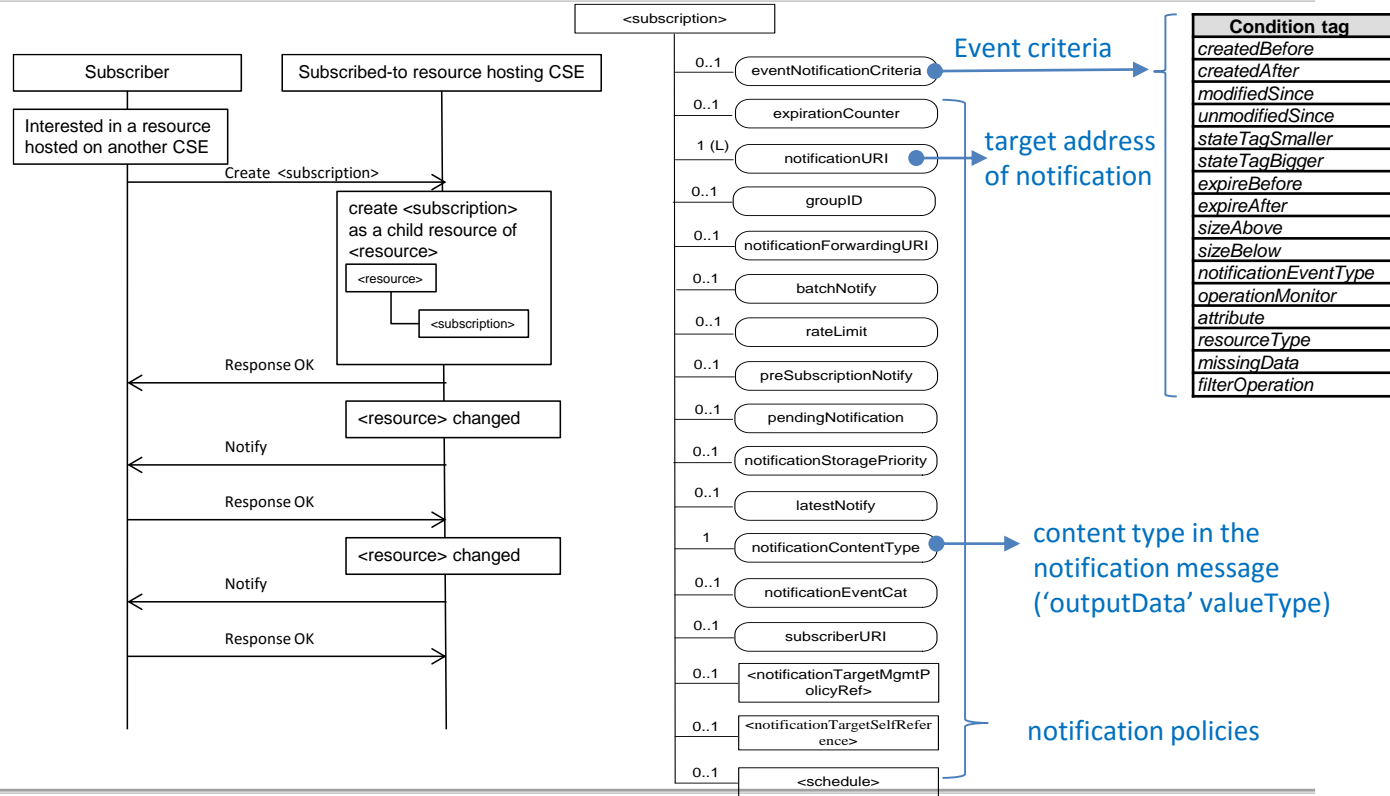 Subscriber
Subscribed-to resource hosting CSE
Interested in a resource
hosted on another CSE
Create <subscription>
create <subscription>
as a child resource of
<resource>
<resource>
<subscription>
Response OK
<resource> changed
Notify
Response OK
<resource> changed
Notify
Response OK
<subscription>
0..1
eventNotificationCriteria
0..1
expirationCounter
1 (L)
notificationURI
0..1
groupID
0..1
notificationForwardingURI
0..1
batchNotify
0..1
rateLimit
0..1
preSubscriptionNotify
0..1
pendingNotification
0..1
notificationStoragePriority
0..1
latestNotify
1
notificationContentType
0..1
notificationEventCat
0..1
subscriberURI
0..1
<notificationTargetMgmtP
olicyRef>
0..1
<notificationTargetSelfRefer
ence>
0..1
<schedule>
Event criteria
target address
of notification
content type in the
notification message
(‘outputData’ valueType)
notification policies
Condition tag
createdBefore
createdAfter
modifiedSince
unmodifiedSince
stateTagSmaller
stateTagBigger
expireBefore
expireAfter
sizeAbove
sizeBelow
notificationEventType
operationMonitor
attribute
resourceType
missingData
filterOperation